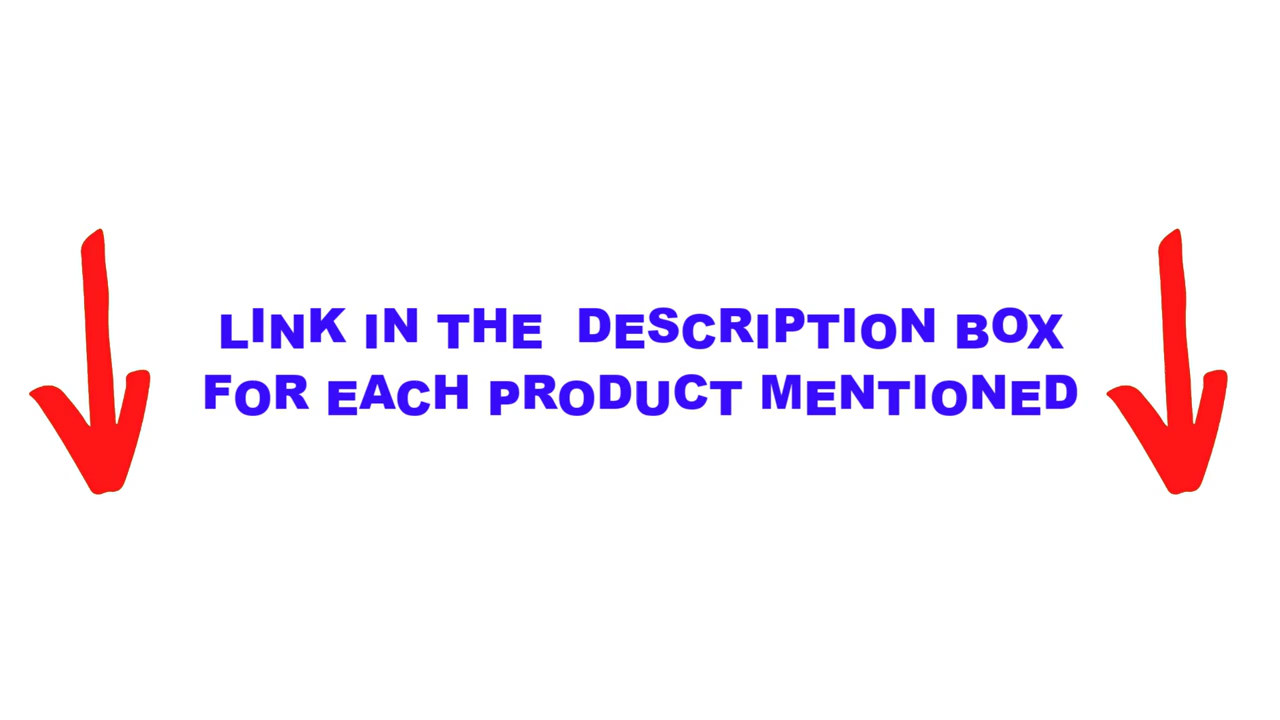 LINK IN THE DESCRIPTION BOX
FOR EACH PRODUCT MENTIONED